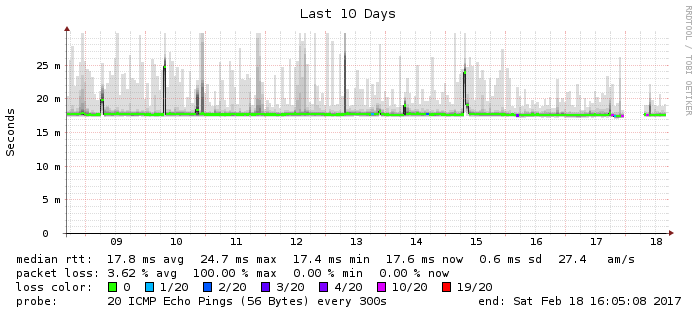 Last 10 Days
RRDTOOL / TOBI OETIKER
Seconds
25 m
20 m
15 m
10 m
5 m
0
09 10 11 12 13 14 15 16 17 18
median rtt: 17.8 ms avg 24.7 ms max 17.4 ms min 17.6 ms now 0.6 ms sd 27.4 am/s
packet loss: 3.62 % avg 100.00 % max 0.00 % min 0.00 % now
loss color: 0 1/20 2/20 3/20 4/20 10/20 19/20
probe: 20 ICMP Echo Pings (56 Bytes) every 300s end: Sat Feb 18 16:05:08 2017